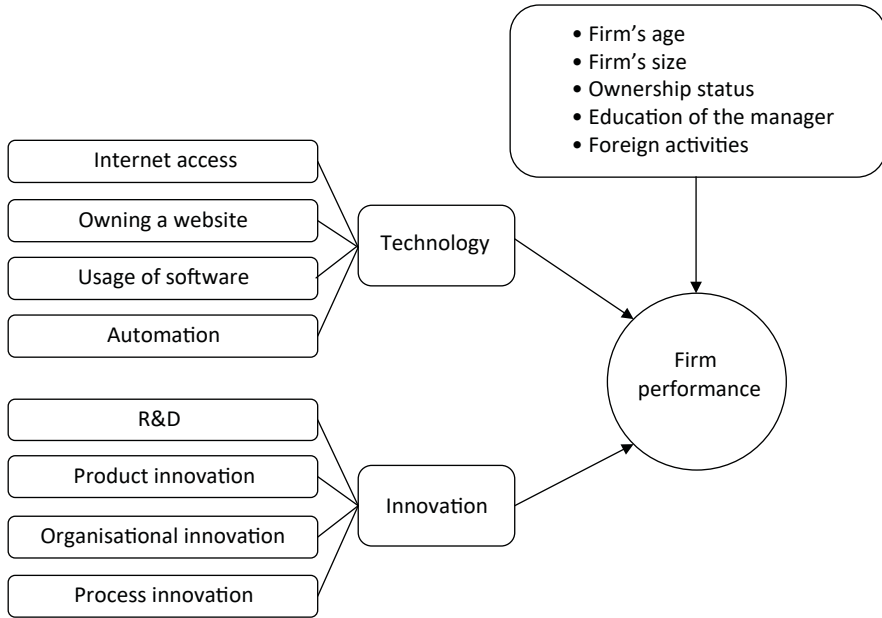 • Firm's age
• Firm's size
• Ownership status
• Education of the manager
• Foreign activities
Internet access
Owning a website
Usage of software
Automation
Technology
R&D
Product innovation
Organisational innovation
Process innovation
Innovation
Firm
performance